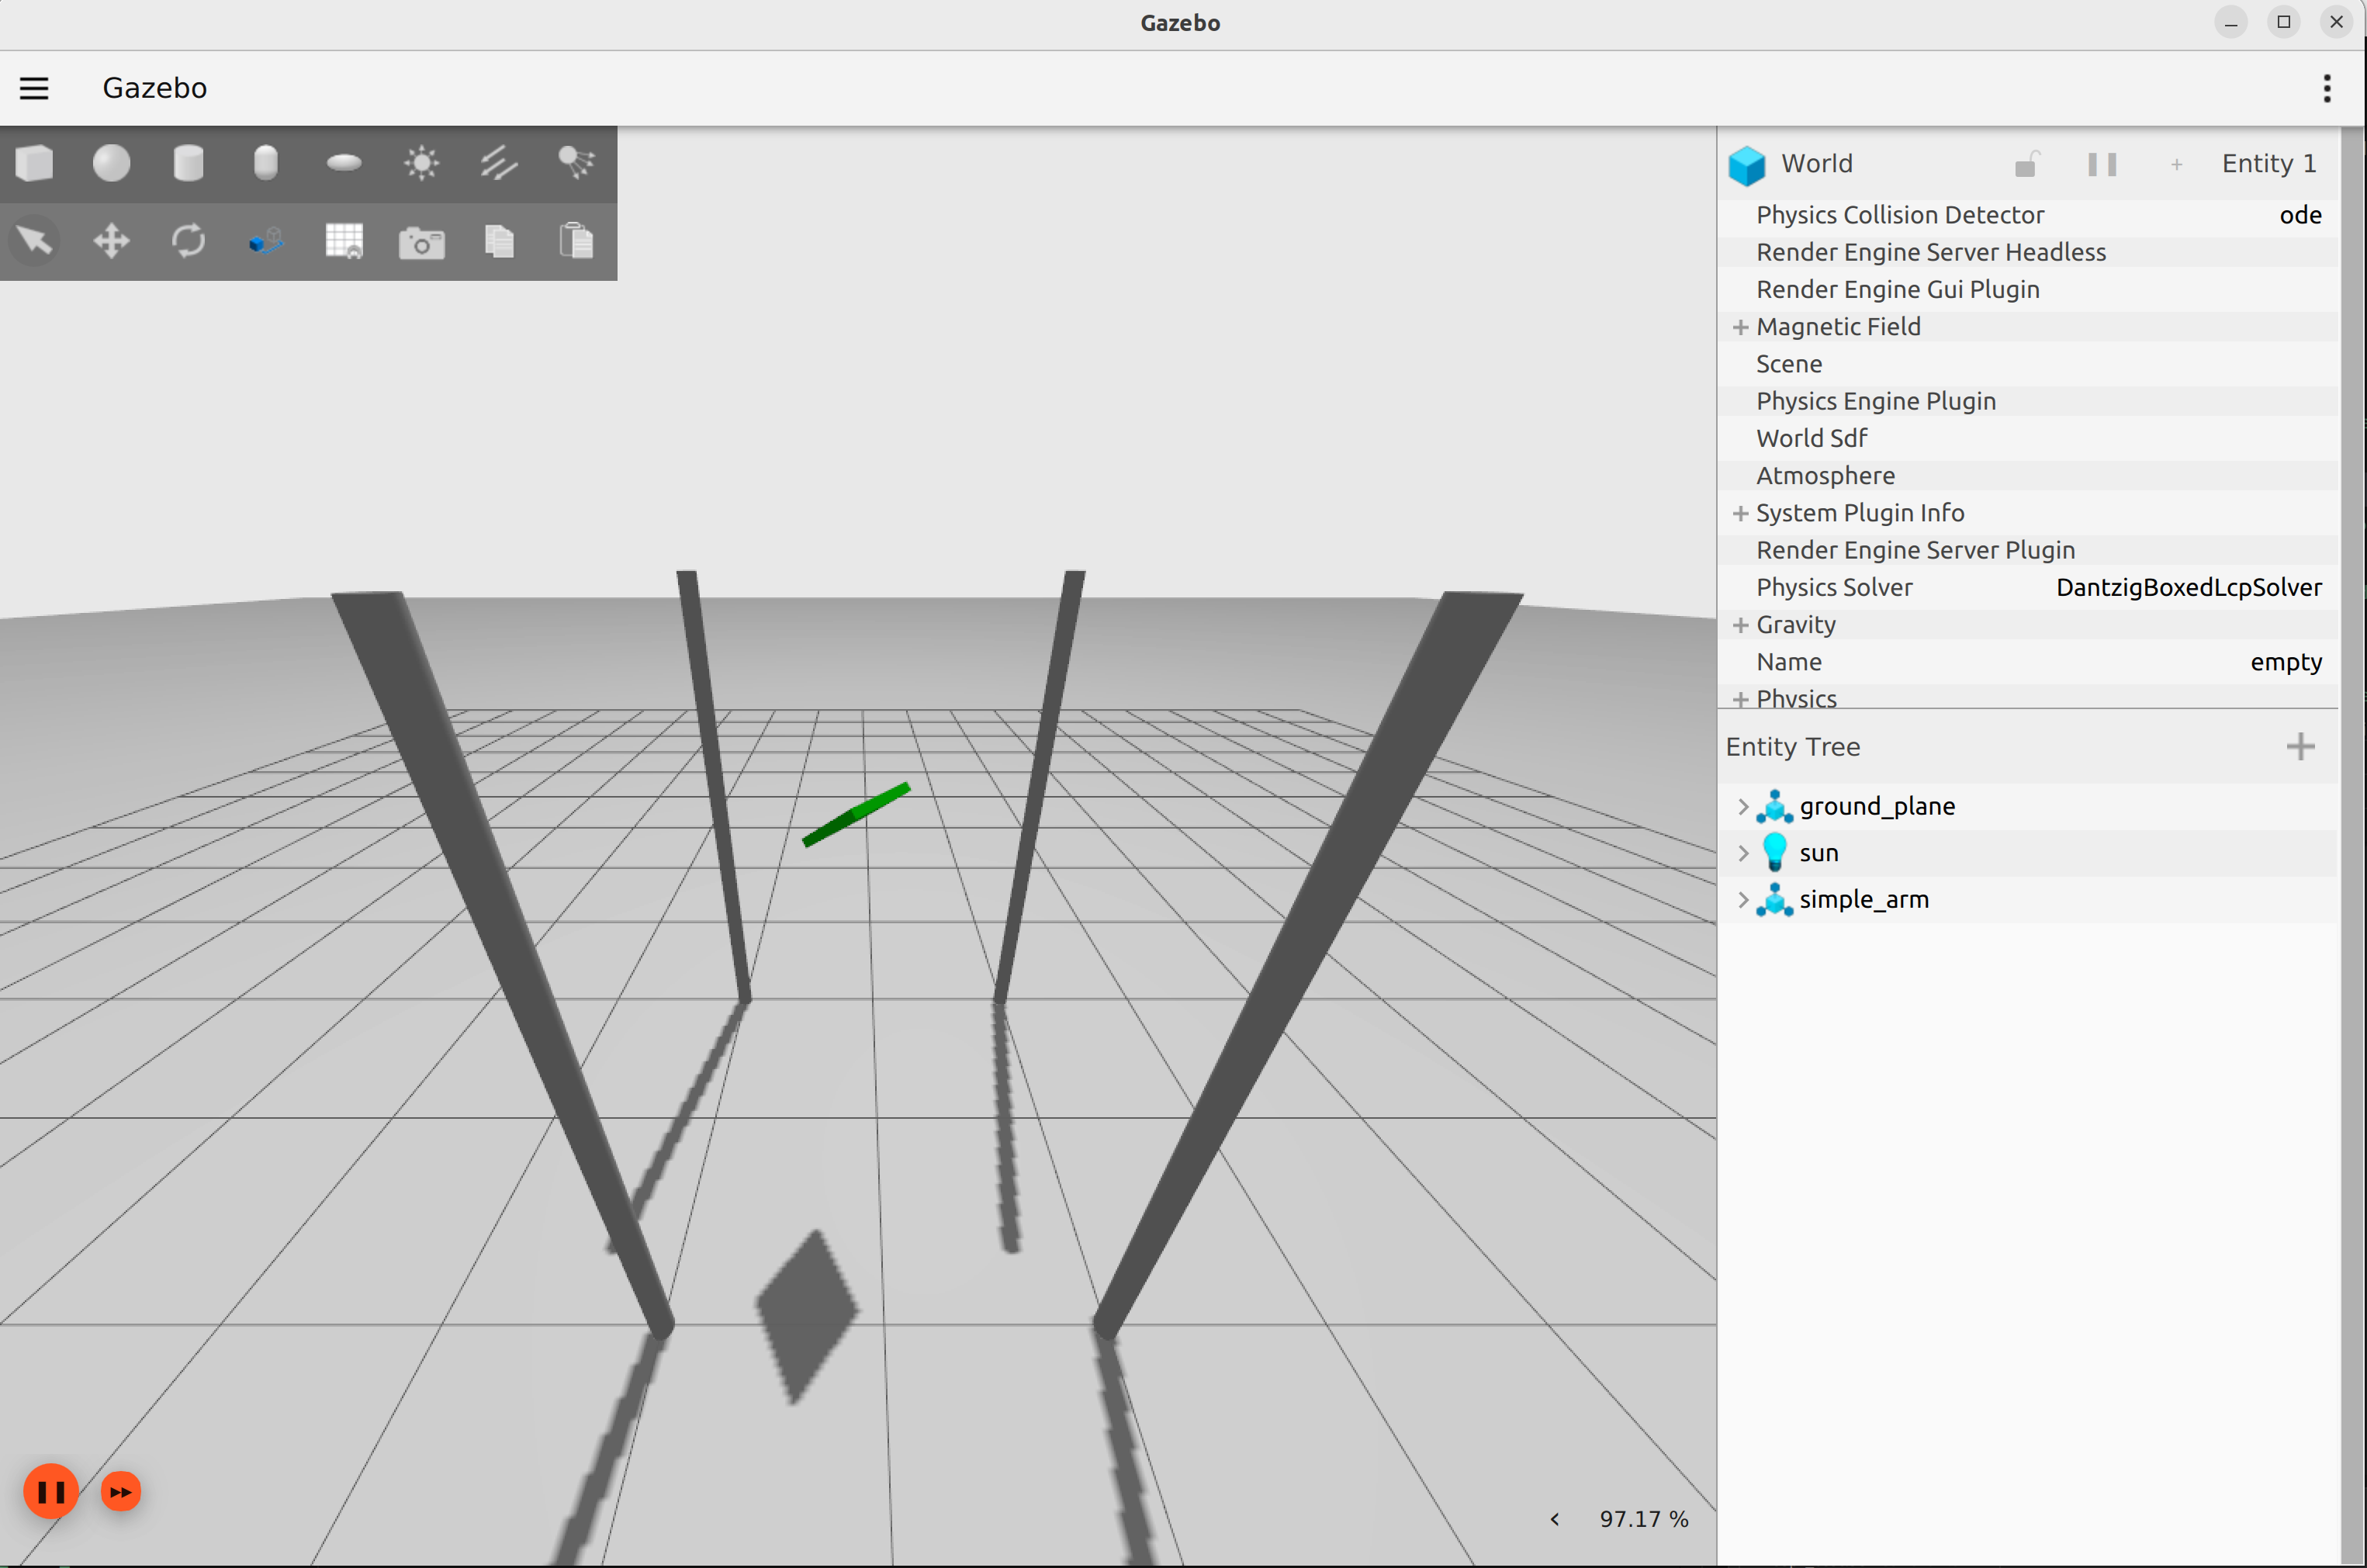 Gazebo
Gazebo
World Entity 1
Physics Collision Detector ode
Render Engine Server Headless
Render Engine Gui Plugin
Magnetic Field
Scene
Physics Engine Plugin
World Sdf
Atmosphere
System Plugin Info
Render Engine Server Plugin
Physics Solver DantzigBoxedLcpSolver
Gravity
Name empty
Physics
Entity Tree
ground_plane
sun
simple_arm
97.17 %